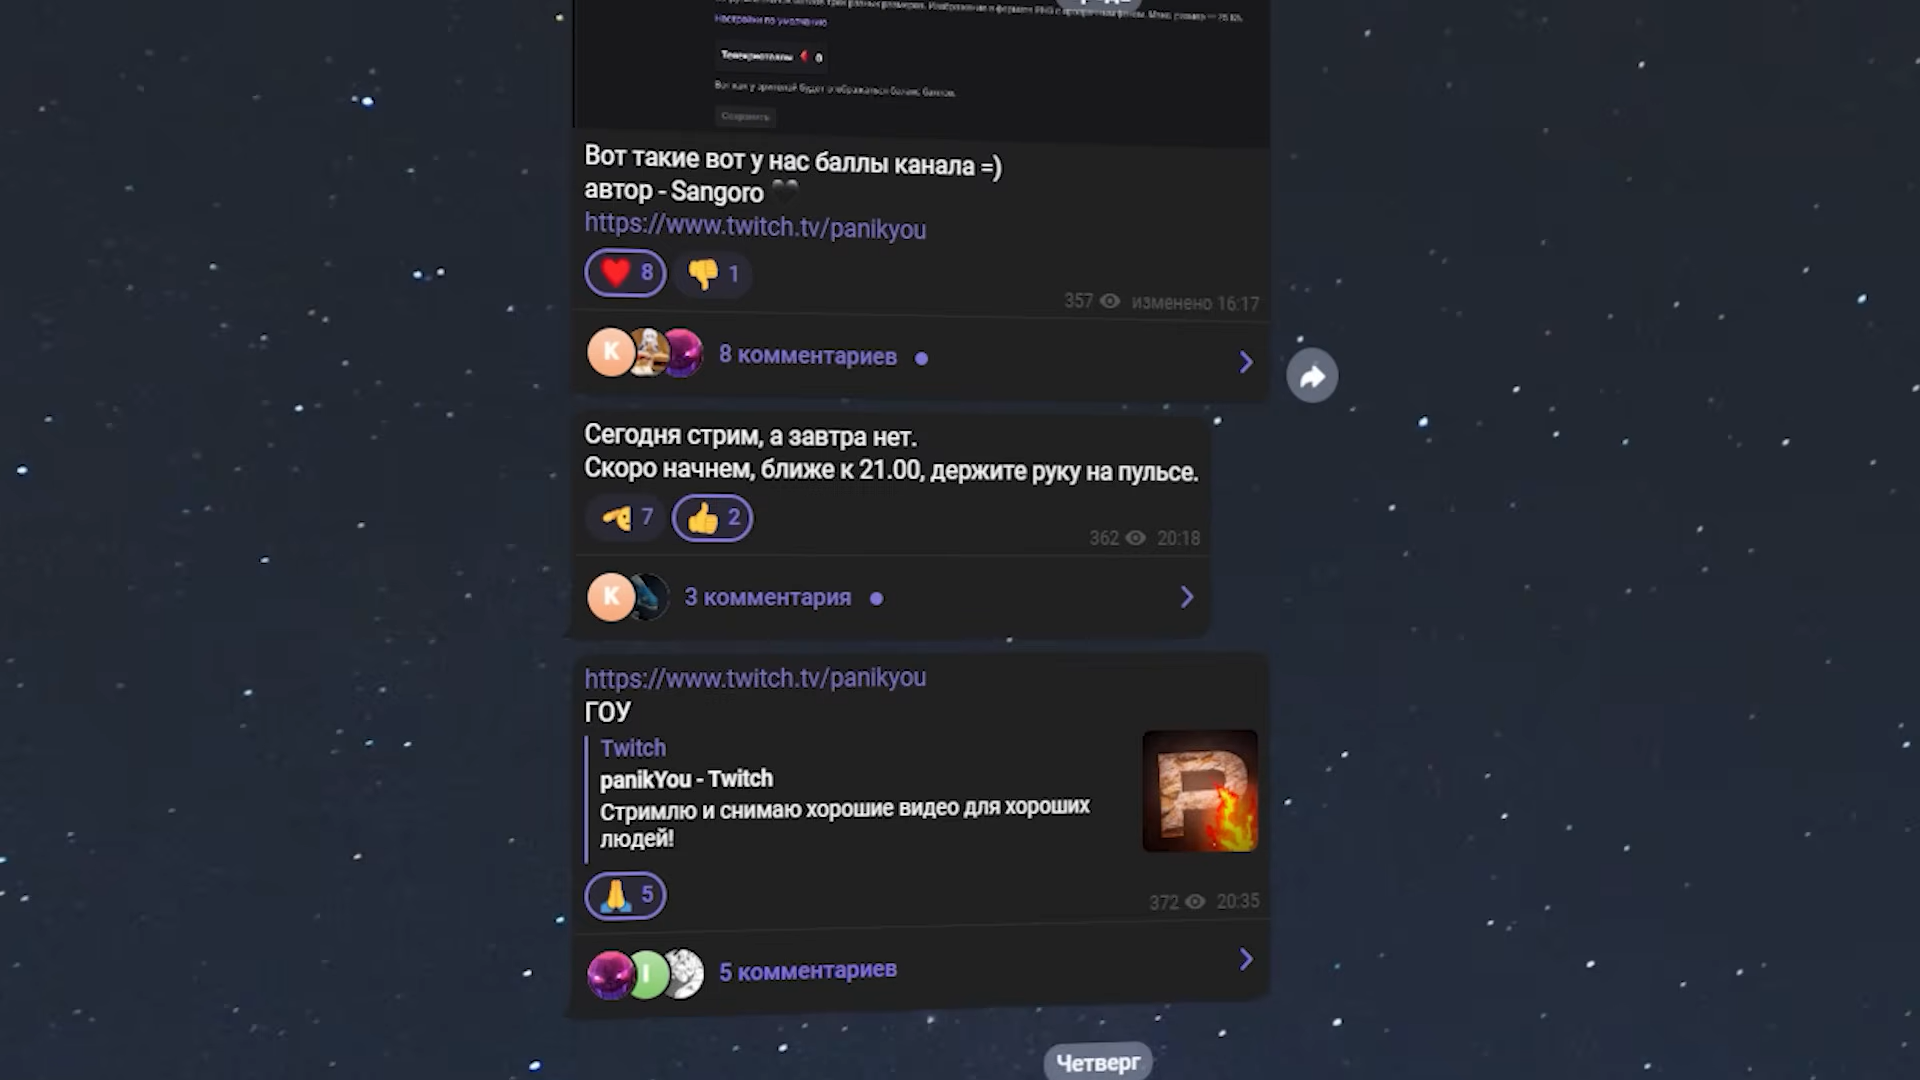 Настройки по умолчанию
Телекристаллы 0
Вот как у зрителей будет отображаться баланс баллов.
Сохранить
Вот такие вот у нас баллы канала =)
автор - Sangoro 🖤
https://www.twitch.tv/panikyou
❤️ 8 👎 1
357 изменено 16:17
K 8 комментариев
Сегодня стрим, а завтра нет.
Скоро начнем, ближе к 21.00, держите руку на пульсе.
7 👍 2
362 20:18
K 3 комментария
https://www.twitch.tv/panikyou
ГОУ
Twitch
panikYou - Twitch
Стримлю и снимаю хорошие видео для хороших
людей!
P
🙏 5
372 20:35
I 5 комментариев
Четверг